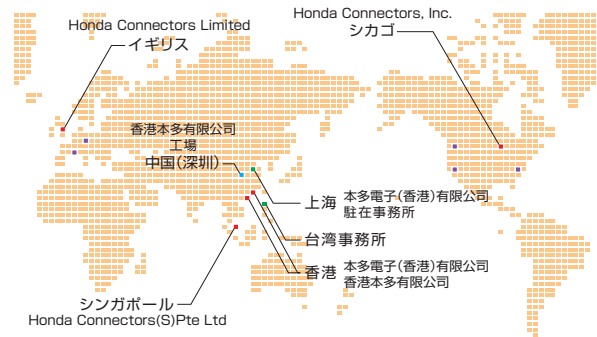 Honda Connectors Limited
イギリス
Honda Connectors, Inc.
シカゴ
香港本多有限公司
工場
中国(深圳)
上海 本多電子(香港)有限公司
駐在事務所
台湾事務所
香港 本多電子(香港)有限公司
香港本多有限公司
シンガポール
Honda Connectors(S)Pte Ltd